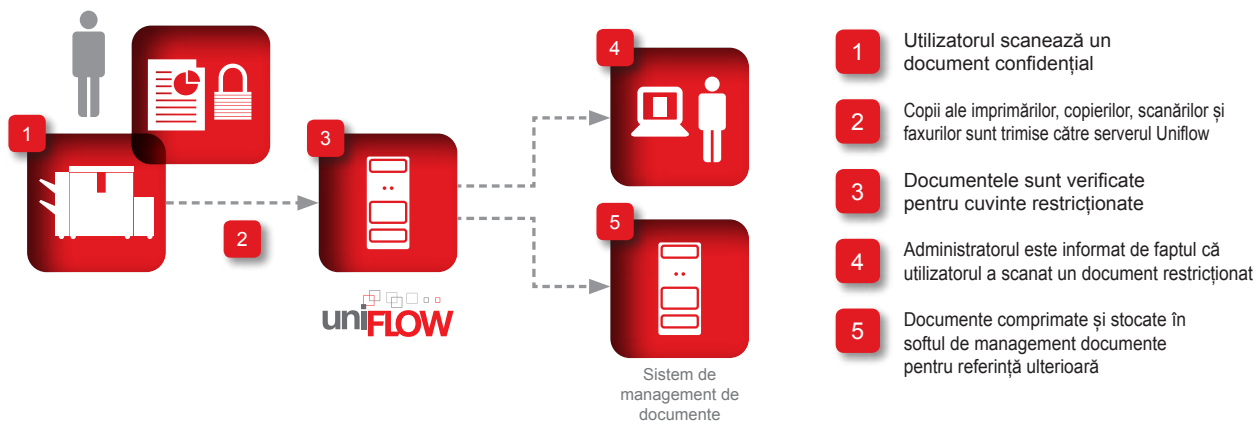 1
2
3
uniFLOW
4
5
Sistem de
management de
documente
1
Utilizatorul scanează un
document confidențial
2
Copii ale imprimărilor, copierilor, scanărilor și
faxurilor sunt trimise către serverul Uniflow
3
Documentele sunt verificate
pentru cuvinte restricționate
4
Administratorul este informat de faptul că
utilizatorul a scanat un document restricționat
5
Documente comprimate și stocate în
softul de management documente
pentru referință ulterioară